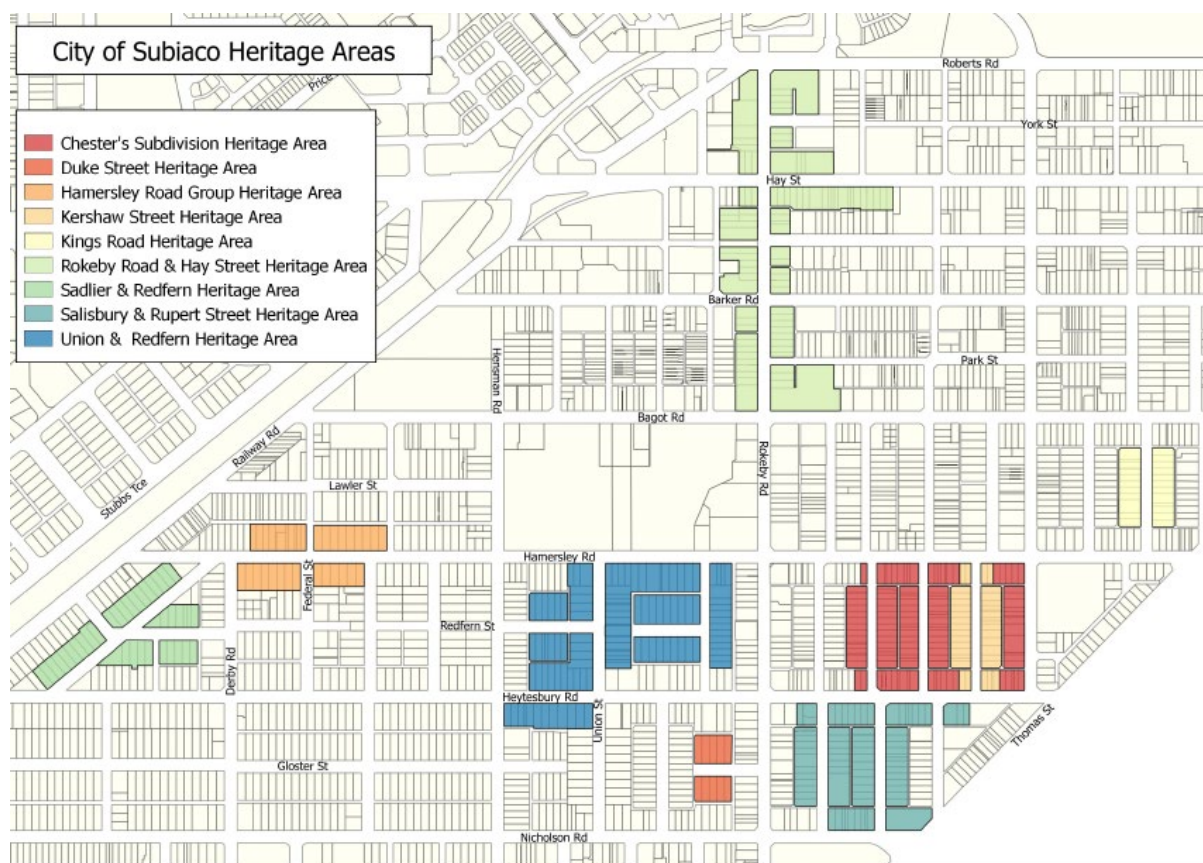 City of Subiaco Heritage Areas
Chester's Subdivision Heritage Area
Duke Street Heritage Area
Hamersley Road Group Heritage Area
Kershaw Street Heritage Area
Kings Road Heritage Area
Rokeby Road & Hay Street Heritage Area
Sadlier & Redfern Heritage Area
Salisbury & Rupert Street Heritage Area
Union & Redfern Heritage Area
Price
Roberts Rd
York St
Hay St
Barker Rd
Park St
Hensman Rd
Bagot Rd
Railway Rd
Rokeby Rd
Lawler St
Stubbs Tce
Hamersley Rd
Federal St
Redfern St
Derby Rd
Heytesbury Rd
Union St
Thomas St
Gloster St
Nicholson Rd